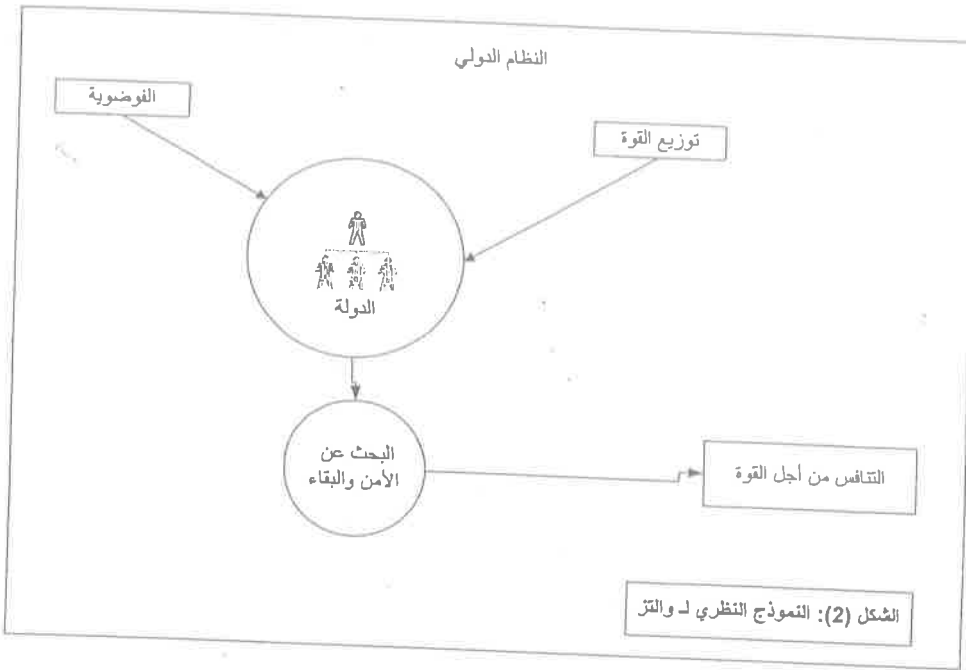 النظام الدولي
الفوضوية
توزيع القوة
الدولة
البحث عن
الأمن والبقاء
التنافس من أجل القوة
الشكل (2): النموذج النظري لـ والتز